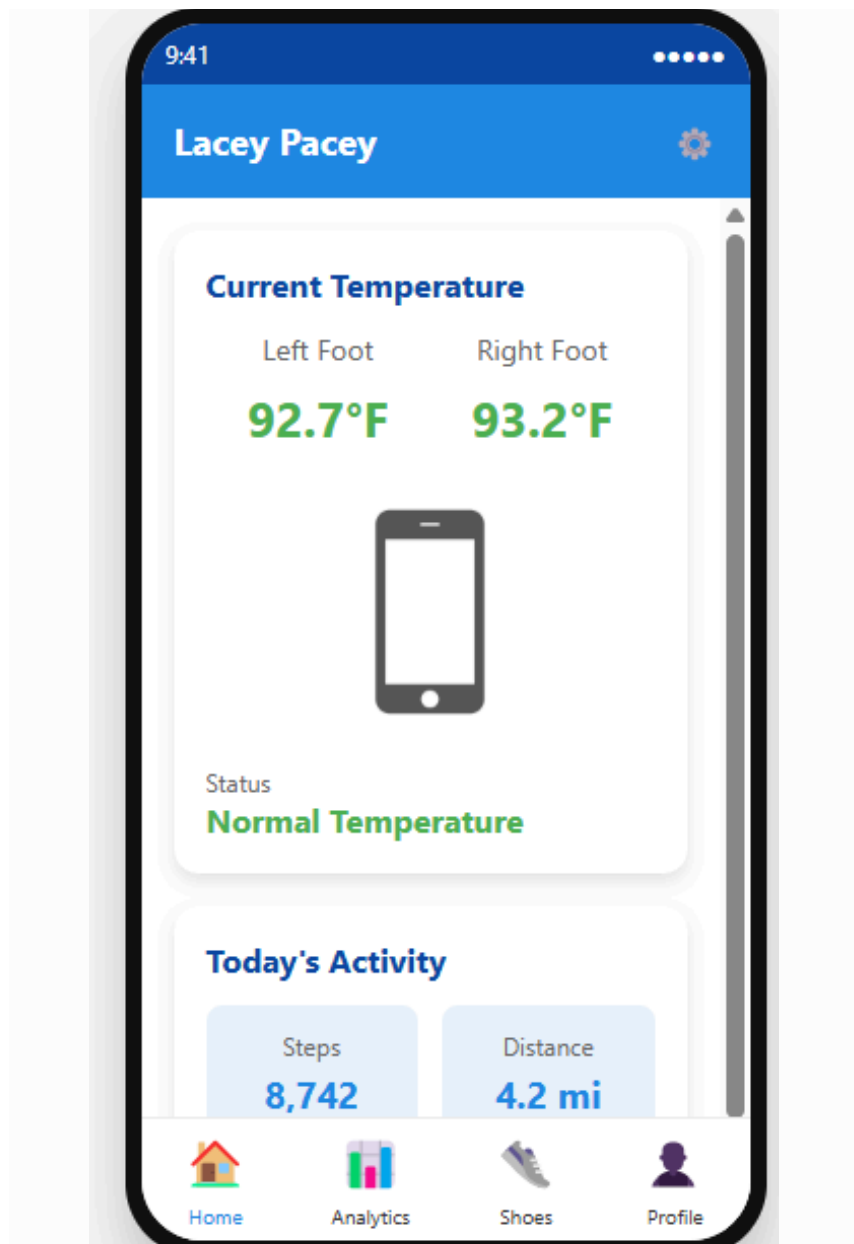 9:41
Lacey Pacey
Current Temperature
Left Foot Right Foot
92.7°F 93.2°F
Status
Normal Temperature
Today's Activity
Steps Distance
8,742 4.2 mi
Home Analytics Shoes Profile